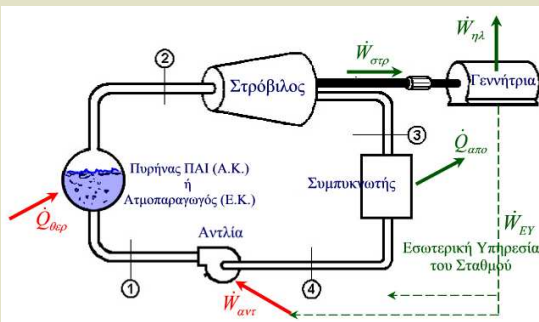 Ẇηλ
②
Ẇστρ
Στρόβιλος
Γεννήτρια
③
Q̇απο
Πυρήνας ΠΑΙ (Α.Κ.)
ή
Ατμοπαραγωγός (Ε.Κ.)
Συμπυκνωτής
Q̇θερ
Αντλία
ẆΕΥ
Εσωτερική Υπηρεσία
του Σταθμού
①
④
Ẇαντ